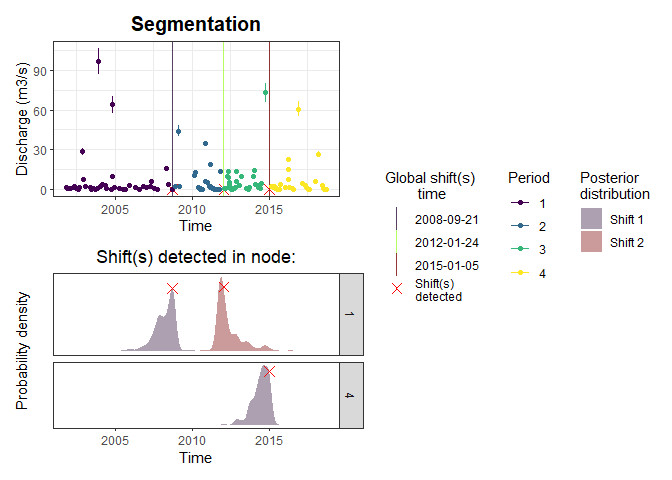 Segmentation
Discharge (m3/s)
90
60
30
0
2005 2010 2015
Time
Shift(s) detected in node:
Probability density
1
4
2005 2010 2015
Time
Global shift(s)
time
2008-09-21
2012-01-24
2015-01-05
Shift(s)
detected
Period
1
2
3
4
Posterior
distribution
Shift 1
Shift 2